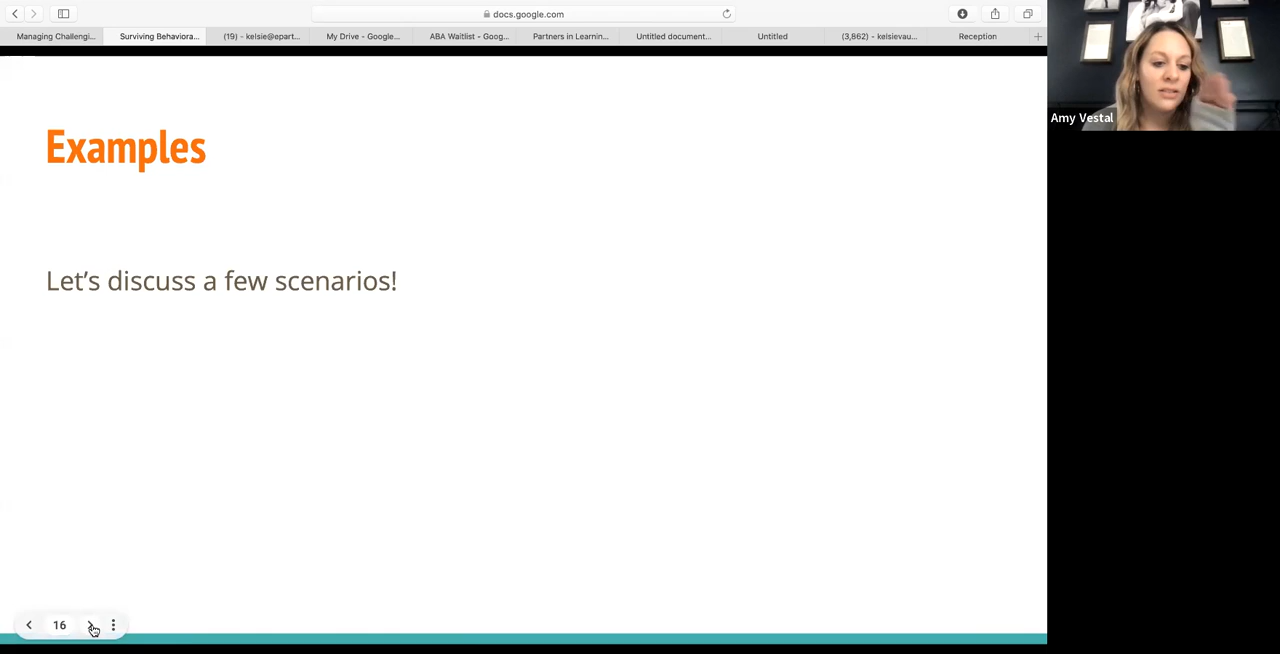 docs.google.com
Managing Challengi...
Surviving Behaviora...
(19) - kelsie@epart...
My Drive - Google...
ABA Waitlist - Goog...
Partners in Learnin...
Untitled document...
Untitled
(3,862) - kelsievau...
Reception
Amy Vestal
Examples
Let's discuss a few scenarios!
16